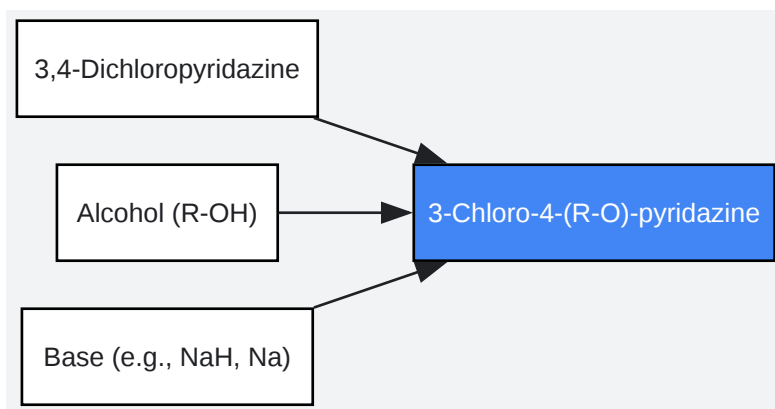 3,4-Dichloropyridazine
Alcohol (R-OH)
3-Chloro-4-(R-O)-pyridazine
Base (e.g., NaH, Na)